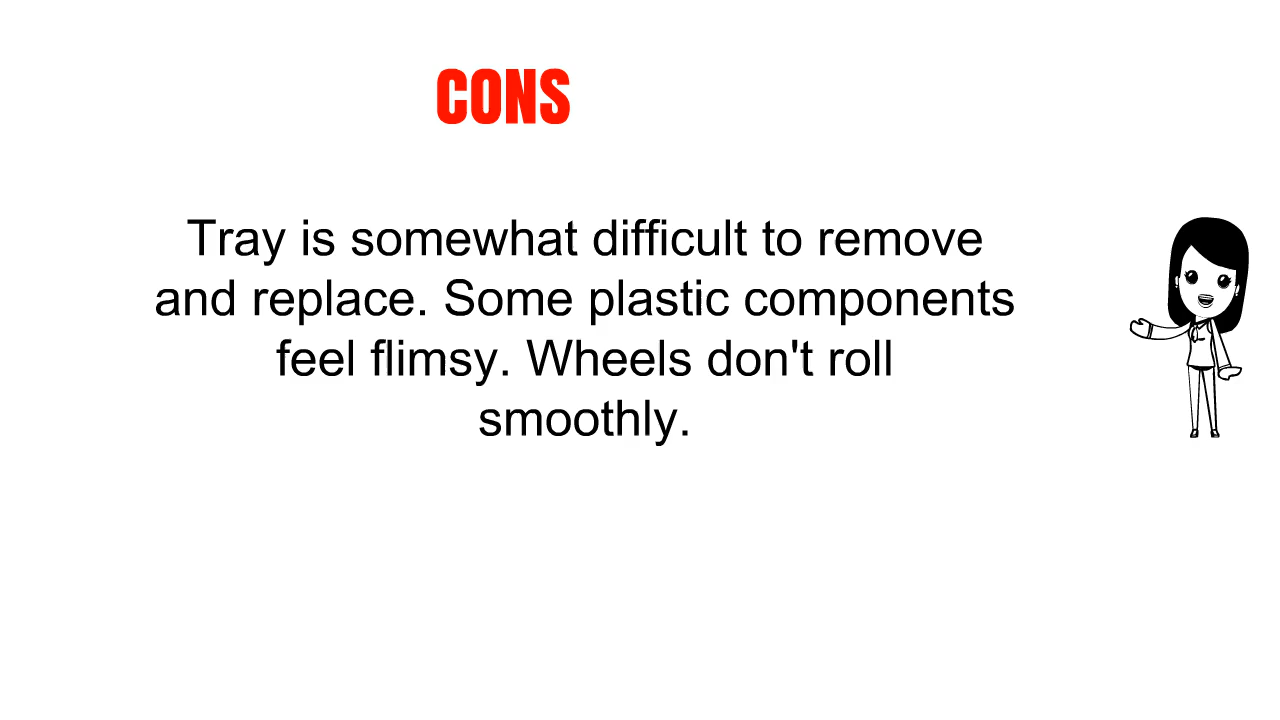 CONS
Tray is somewhat difficult to remove
and replace. Some plastic components
feel flimsy. Wheels don't roll
smoothly.